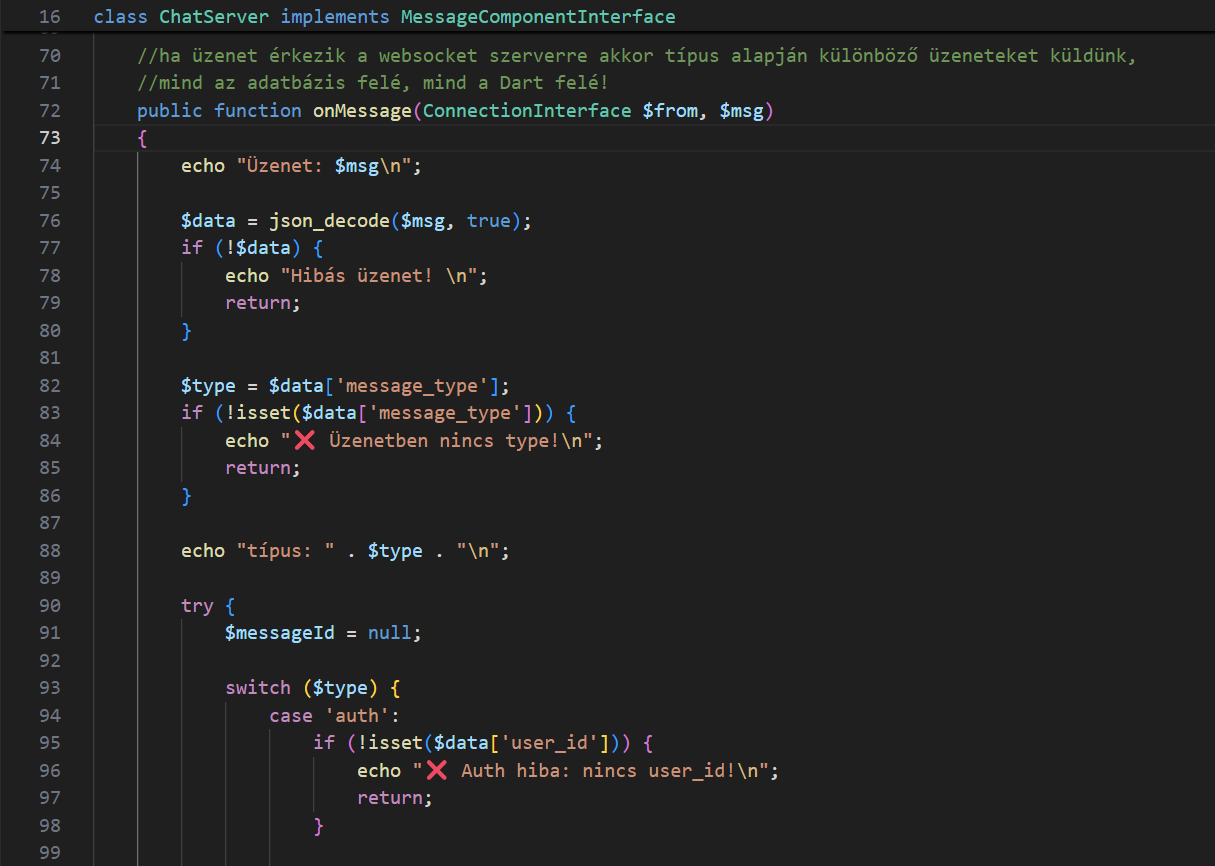 16 class ChatServer implements MessageComponentInterface
70 //ha üzenet érkezik a websocket szerverre akkor típus alapján különböző üzeneteket küldünk,
71 //mind az adatbázis felé, mind a Dart felé!
72 public function onMessage(ConnectionInterface $from, $msg)
73 {
74 echo "Üzenet: $msg\n";
75
76 $data = json_decode($msg, true);
77 if (!$data) {
78 echo "Hibás üzenet! \n";
79 return;
80 }
81
82 $type = $data['message_type'];
83 if (!isset($data['message_type'])) {
84 echo "❌ Üzenetben nincs type!\n";
85 return;
86 }
87
88 echo "típus: " . $type . "\n";
89
90 try {
91 $messageId = null;
92
93 switch ($type) {
94 case 'auth':
95 if (!isset($data['user_id'])) {
96 echo "❌ Auth hiba: nincs user_id!\n";
97 return;
98 }
99